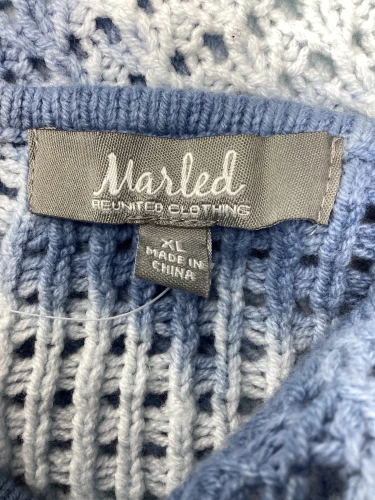 Marled
REUNITED CLOTHING
XL
MADE IN
CHINA